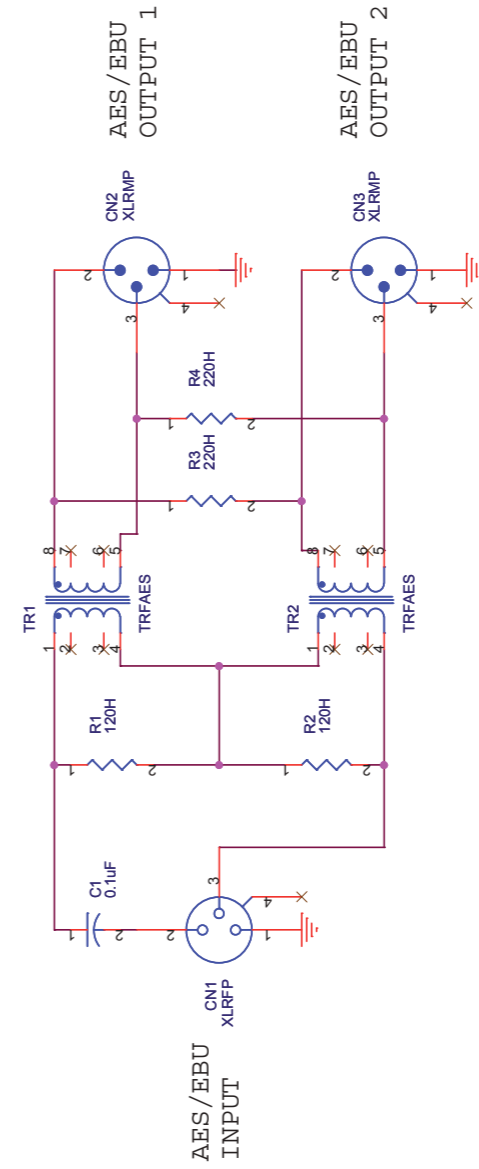 AES/EBU
INPUT
CN1
XLRFP
1
2
3
4
C1
0.1uF
1
2
R1
120H
1
2
R2
120H
1
2
TR1
TRFAES
1
2
3
4
8
7
6
5
TR2
TRFAES
1
2
3
4
8
7
6
5
R3
220H
1
2
R4
220H
1
2
CN2
XLRMP
2
3
1
4
AES/EBU
OUTPUT 1
CN3
XLRMP
2
3
1
4
AES/EBU
OUTPUT 2